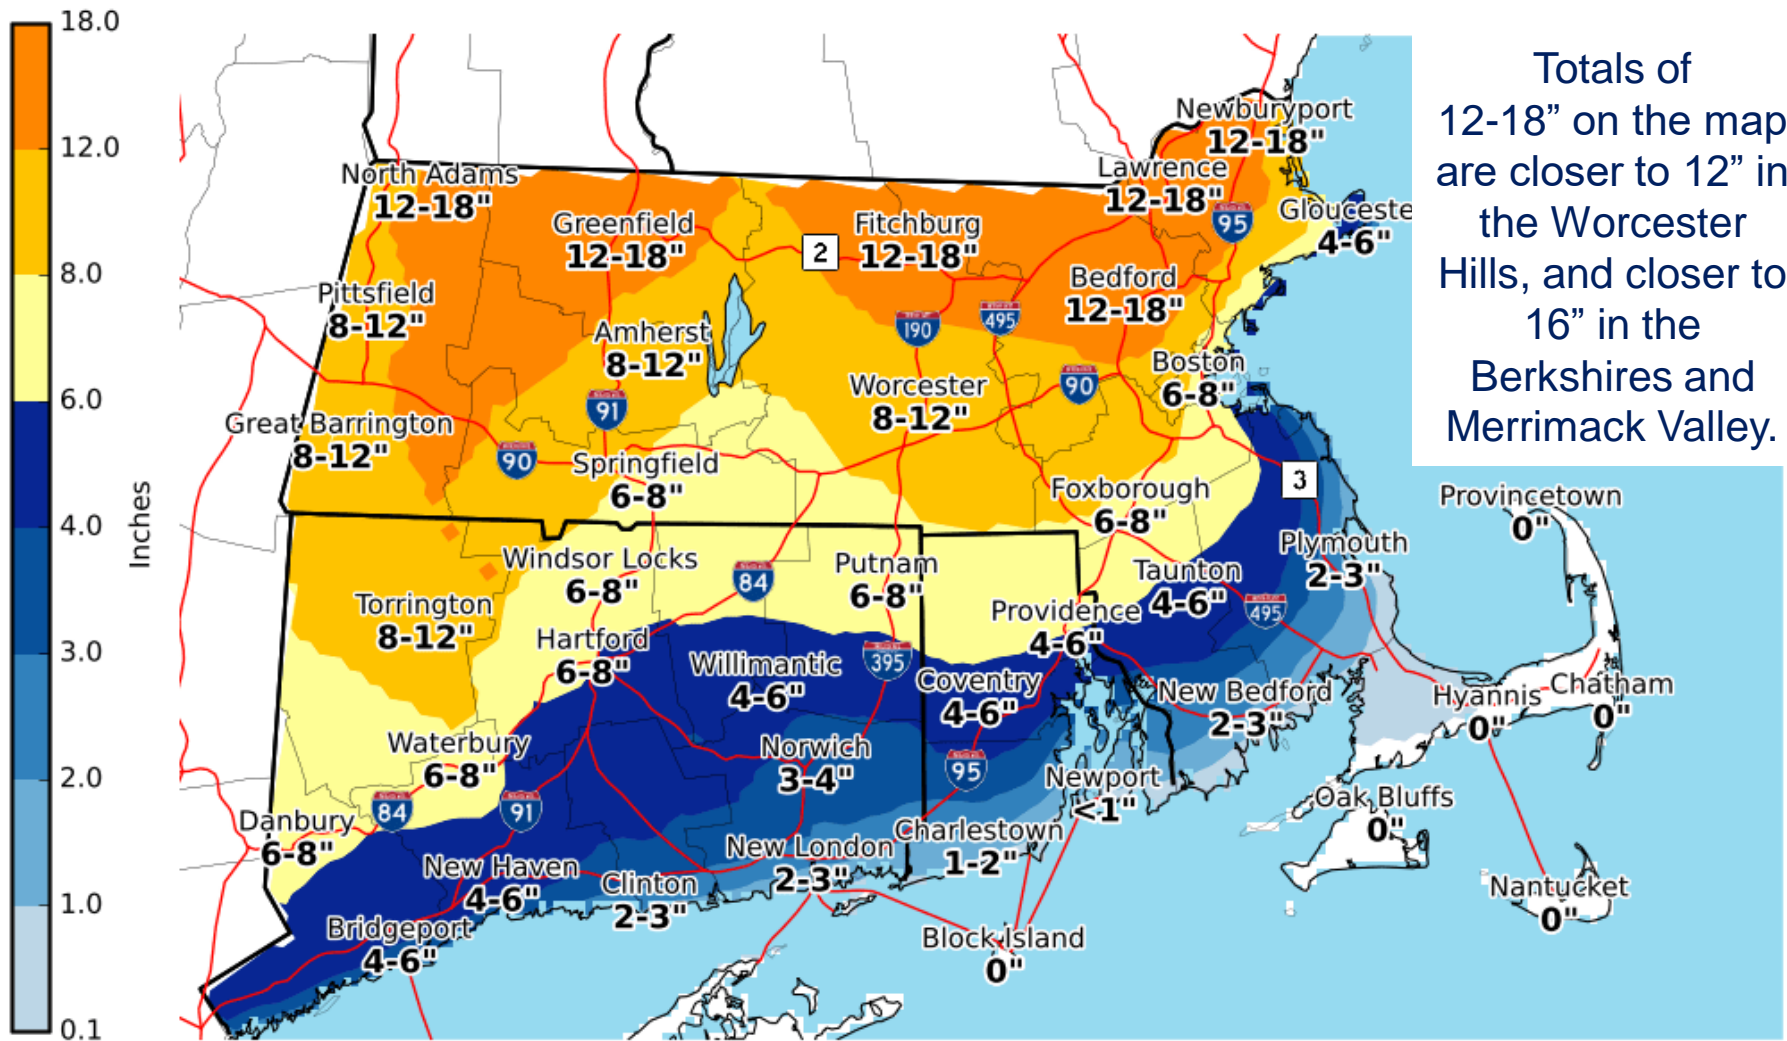 18.0
12.0
8.0
6.0
4.0
3.0
2.0
1.0
0.1
Inches
Totals of
12-18” on the map
are closer to 12” in
the Worcester
Hills, and closer to
16” in the
Berkshires and
Merrimack Valley.
Newburyport
12-18"
North Adams
12-18"
Lawrence
12-18"
Greenfield
12-18"
Fitchburg
12-18"
Glouceste
4-6"
95
2
Bedford
12-18"
Pittsfield
8-12"
Amherst
8-12"
190
495
Worcester
8-12"
90
Boston
6-8"
91
Great Barrington
8-12"
90
Springfield
6-8"
Foxborough
6-8"
3
Provincetown
0"
Windsor Locks
6-8"
84
Putnam
6-8"
Taunton
4-6"
Plymouth
2-3"
495
Torrington
8-12"
Hartford
6-8"
Providence
4-6"
Willimantic
4-6"
395
Coventry
4-6"
New Bedford
2-3"
Hyannis
0"
Chatham
0"
Waterbury
6-8"
Norwich
3-4"
95
Newport
<1"
Oak Bluffs
0"
84
91
Danbury
6-8"
New Haven
4-6"
Clinton
2-3"
New London
2-3"
Charlestown
1-2"
Nantucket
0"
Bridgeport
4-6"
Block Island
0"